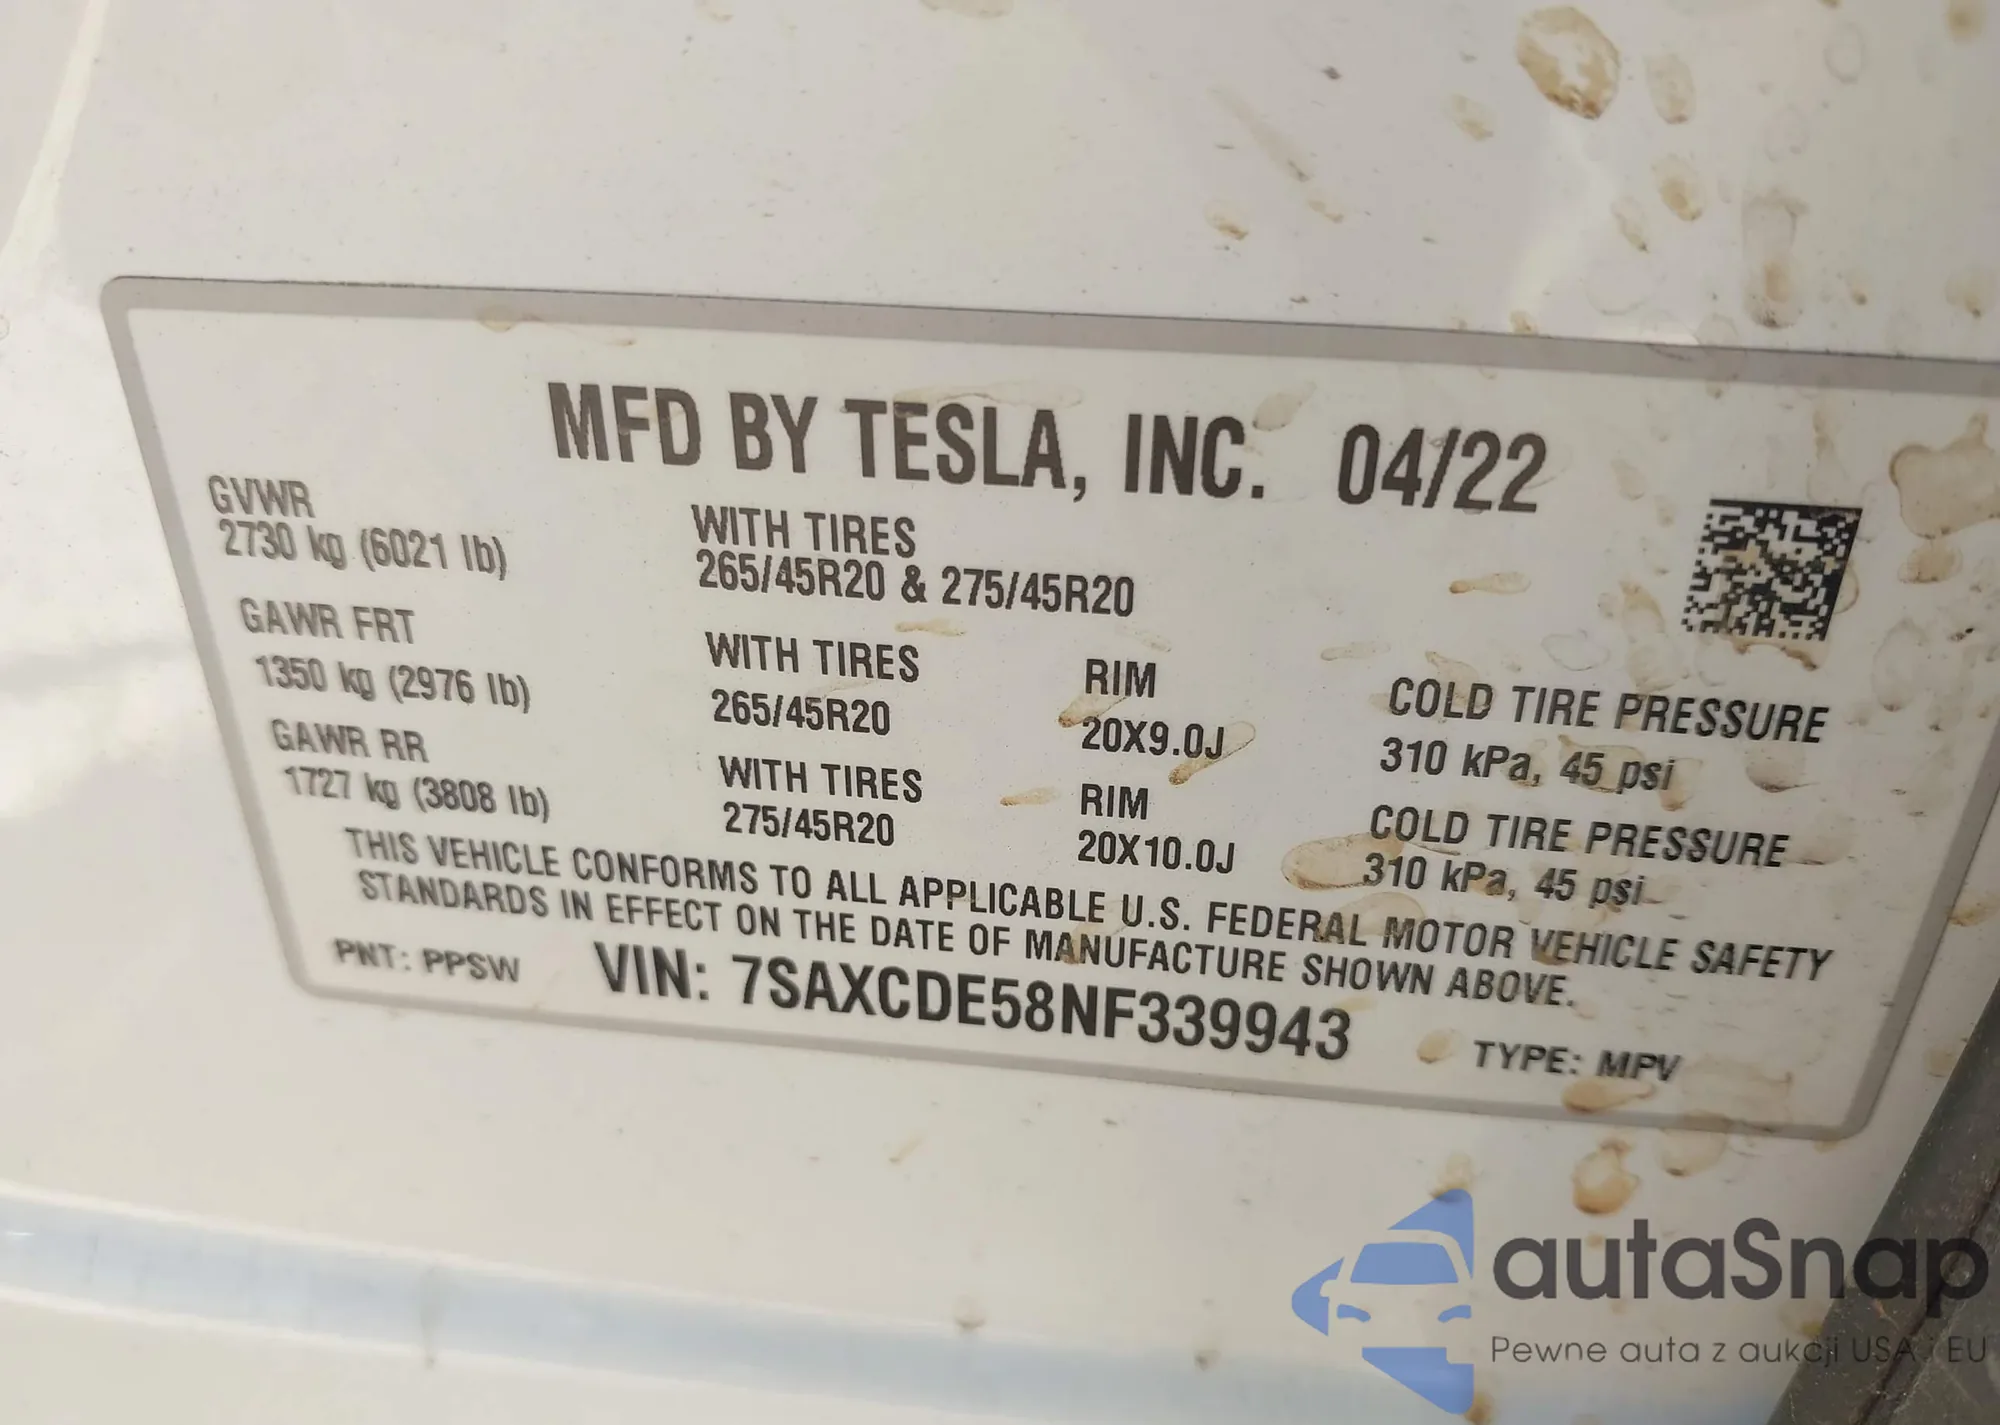 MFD BY TESLA, INC. 04/22
GVWR
2730 kg (6021 lb)
WITH TIRES
265/45R20 & 275/45R20
GAWR FRT
1350 kg (2976 lb)
WITH TIRES
265/45R20
RIM
20X9.0J
COLD TIRE PRESSURE
310 kPa, 45 psi
GAWR RR
1727 kg (3808 lb)
WITH TIRES
275/45R20
RIM
20X10.0J
COLD TIRE PRESSURE
310 kPa, 45 psi
THIS VEHICLE CONFORMS TO ALL APPLICABLE U.S. FEDERAL MOTOR VEHICLE SAFETY
STANDARDS IN EFFECT ON THE DATE OF MANUFACTURE SHOWN ABOVE.
PNT: PPSW
VIN: 7SAXCDE58NF339943
TYPE: MPV
autaSnap
Pewne auta z aukcji USA i EU